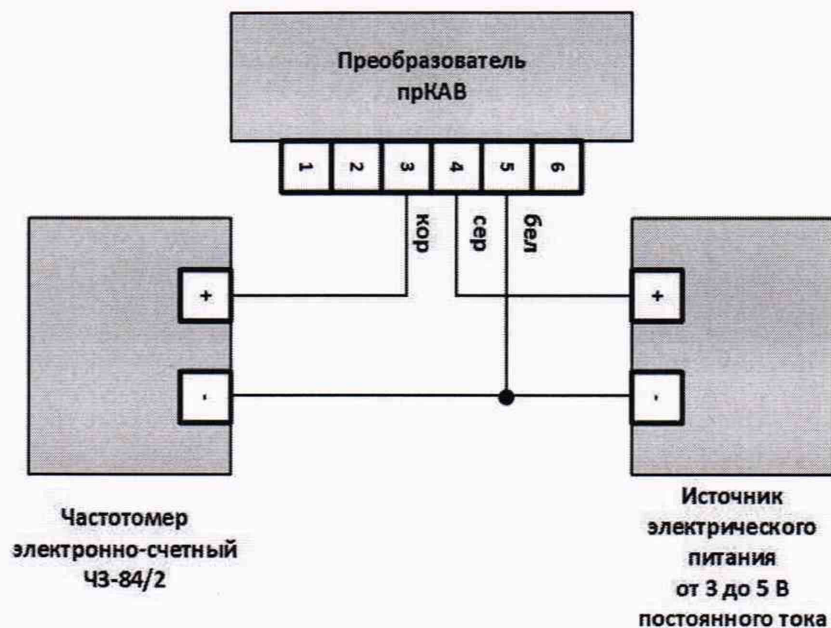 Преобразователь
прКАВ
1 2 3 4 5 6
кор
сер
бел
+
-
+
-
Частотомер
электронно-счетный
ЧЗ-84/2
Источник
электрического
питания
от 3 до 5 В
постоянного тока